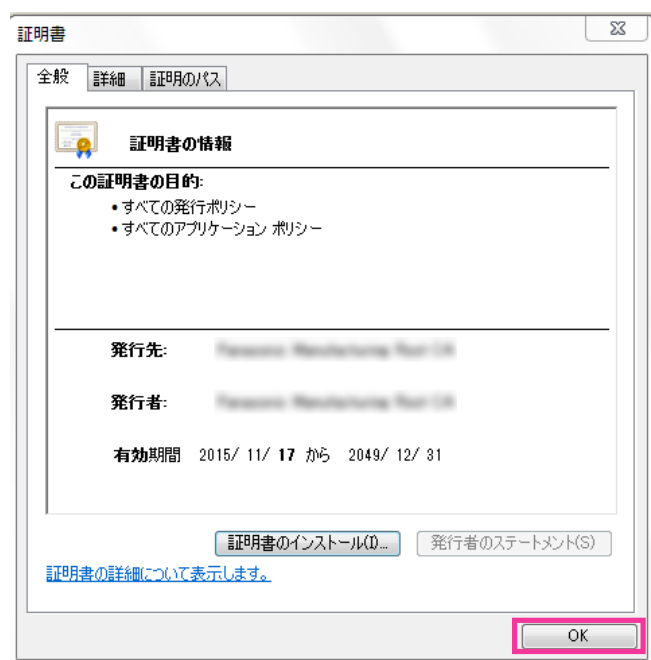 証明書
全般 詳細 証明のパス
証明書の情報
この証明書の目的:
• すべての発行ポリシー
• すべてのアプリケーション ポリシー
発行先:
発行者:
有効期間 2015/ 11/ 17 から 2049/ 12/ 31
証明書のインストール(I)... 発行者のステートメント(S)
証明書の詳細について表示します。
OK